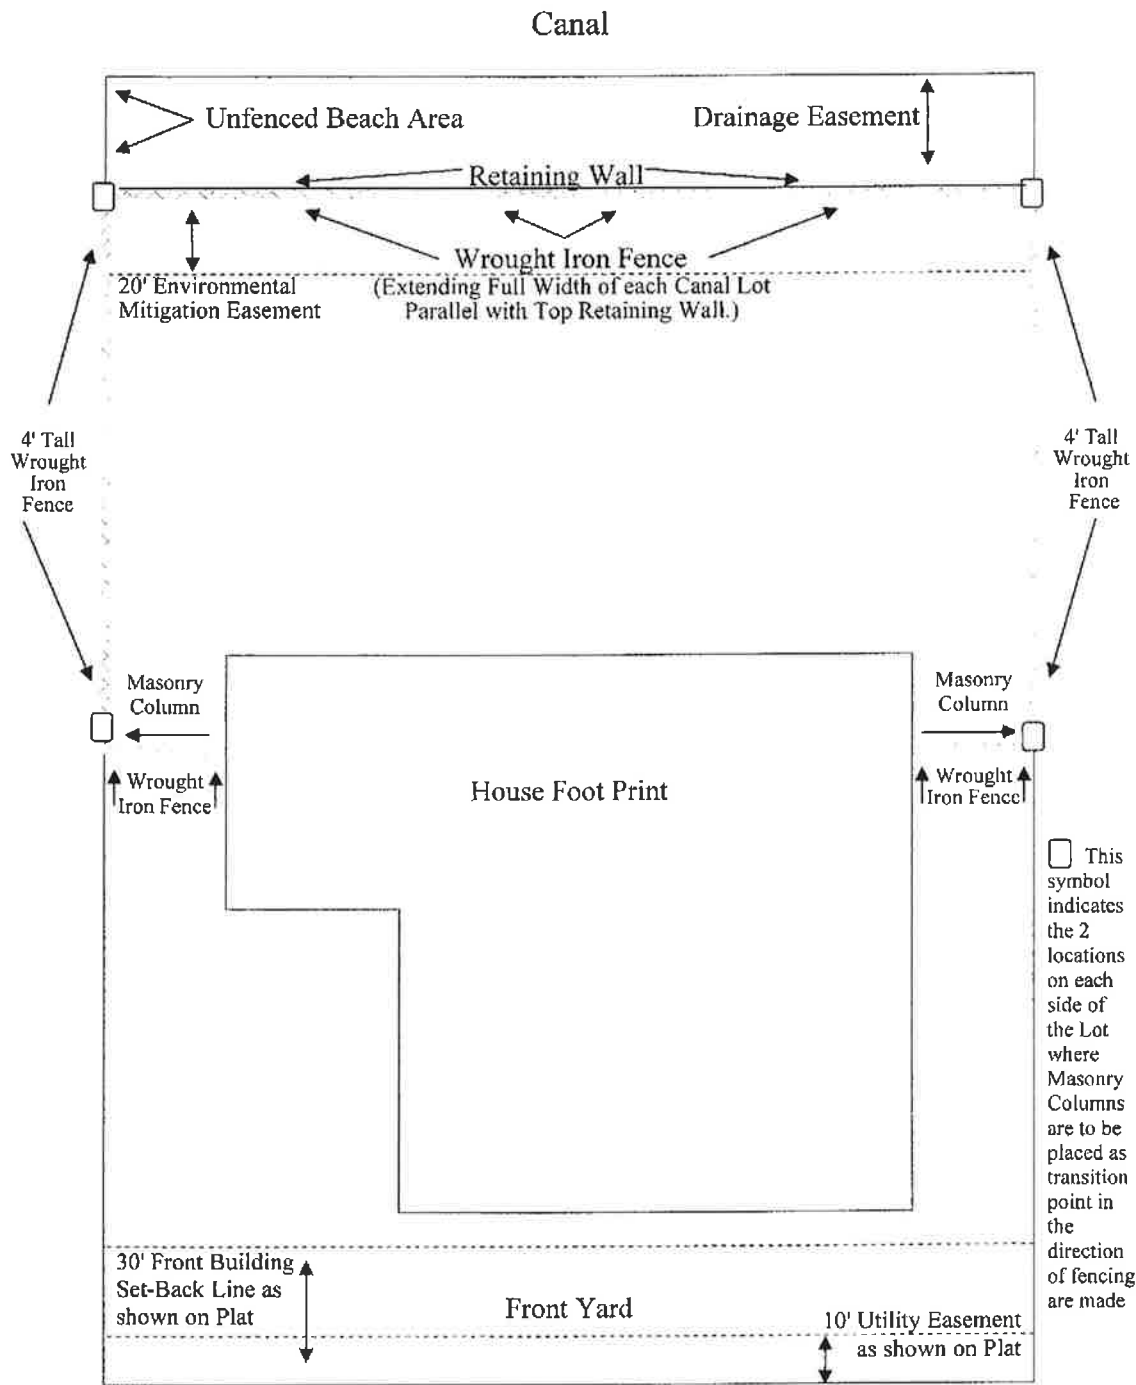 Canal
Unfenced Beach Area
Drainage Easement
Retaining Wall
Wrought Iron Fence
(Extending Full Width of each Canal Lot
Parallel with Top Retaining Wall.)
20' Environmental
Mitigation Easement
4' Tall
Wrought
Iron
Fence
4' Tall
Wrought
Iron
Fence
Masonry
Column
Masonry
Column
Wrought
Iron Fence
House Foot Print
Wrought
Iron Fence
This
symbol
indicates
the 2
locations
on each
side of
the Lot
where
Masonry
Columns
are to be
placed as
transition
point in
the
direction
of fencing
are made
30' Front Building
Set-Back Line as
shown on Plat
Front Yard
10' Utility Easement
as shown on Plat